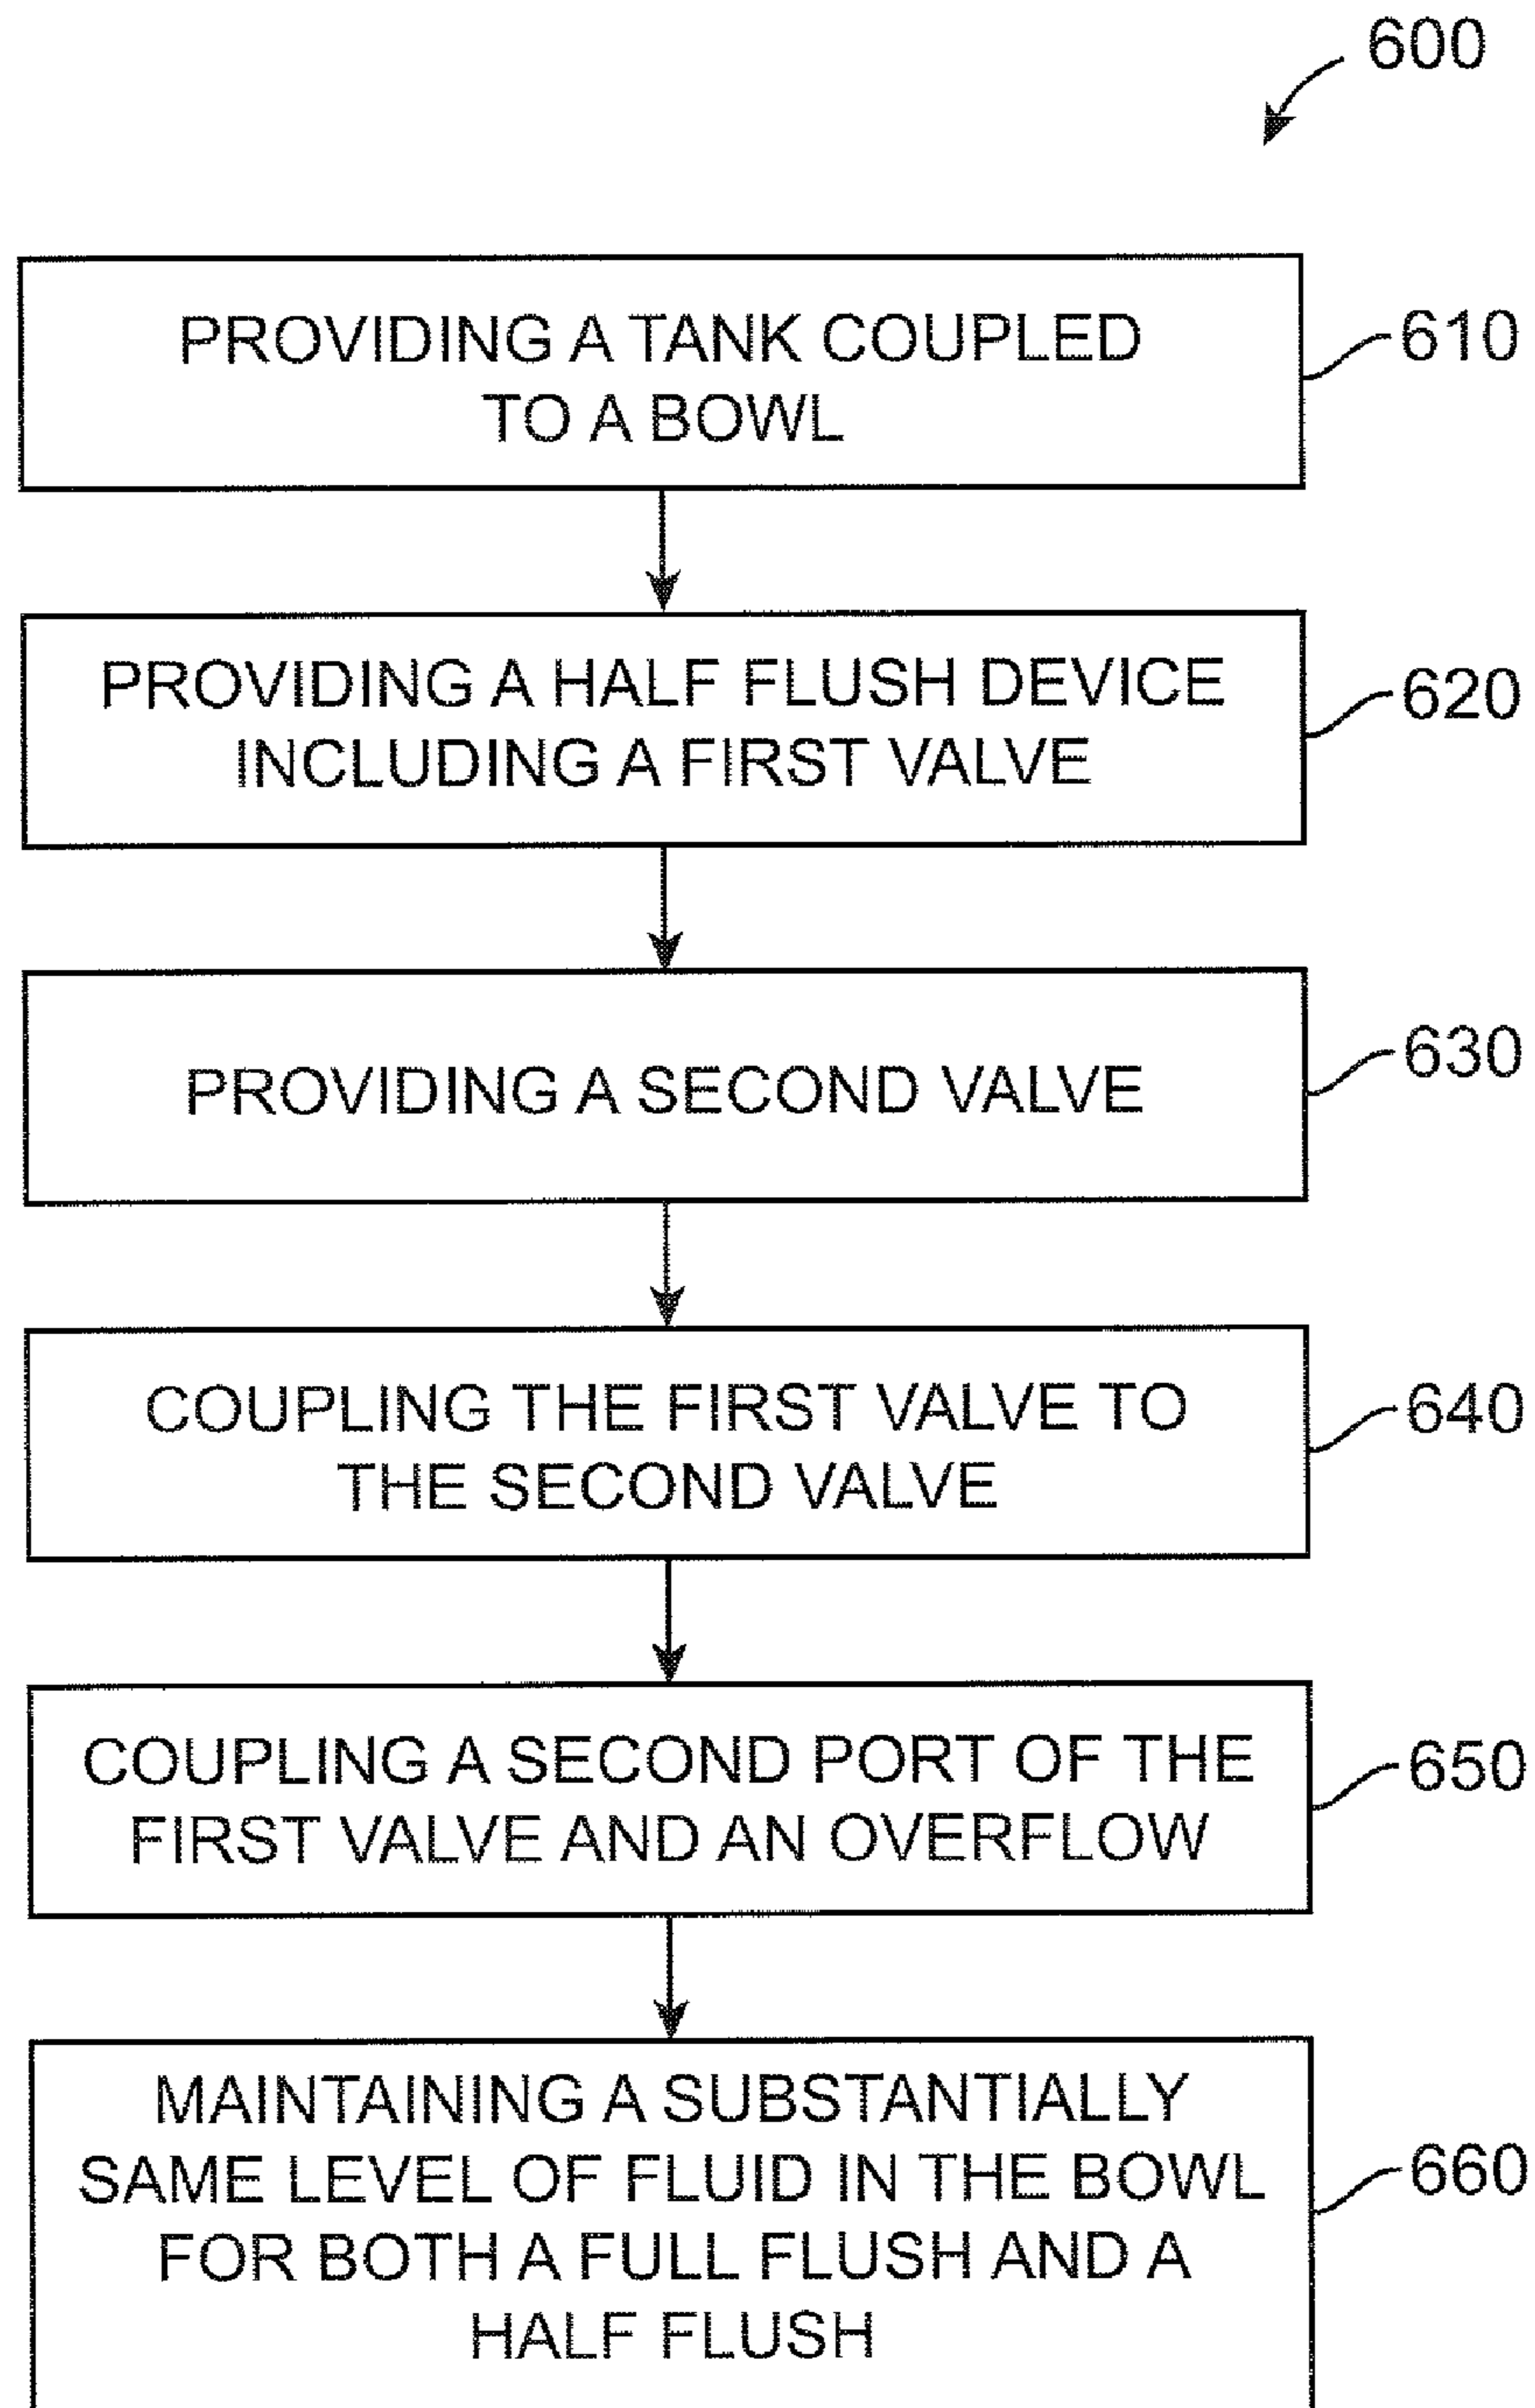 600
PROVIDING A TANK COUPLED
TO A BOWL
610
PROVIDING A HALF FLUSH DEVICE
INCLUDING A FIRST VALVE
620
PROVIDING A SECOND VALVE
630
COUPLING THE FIRST VALVE TO
THE SECOND VALVE
640
COUPLING A SECOND PORT OF THE
FIRST VALVE AND AN OVERFLOW
650
MAINTAINING A SUBSTANTIALLY
SAME LEVEL OF FLUID IN THE BOWL
FOR BOTH A FULL FLUSH AND A
HALF FLUSH
660